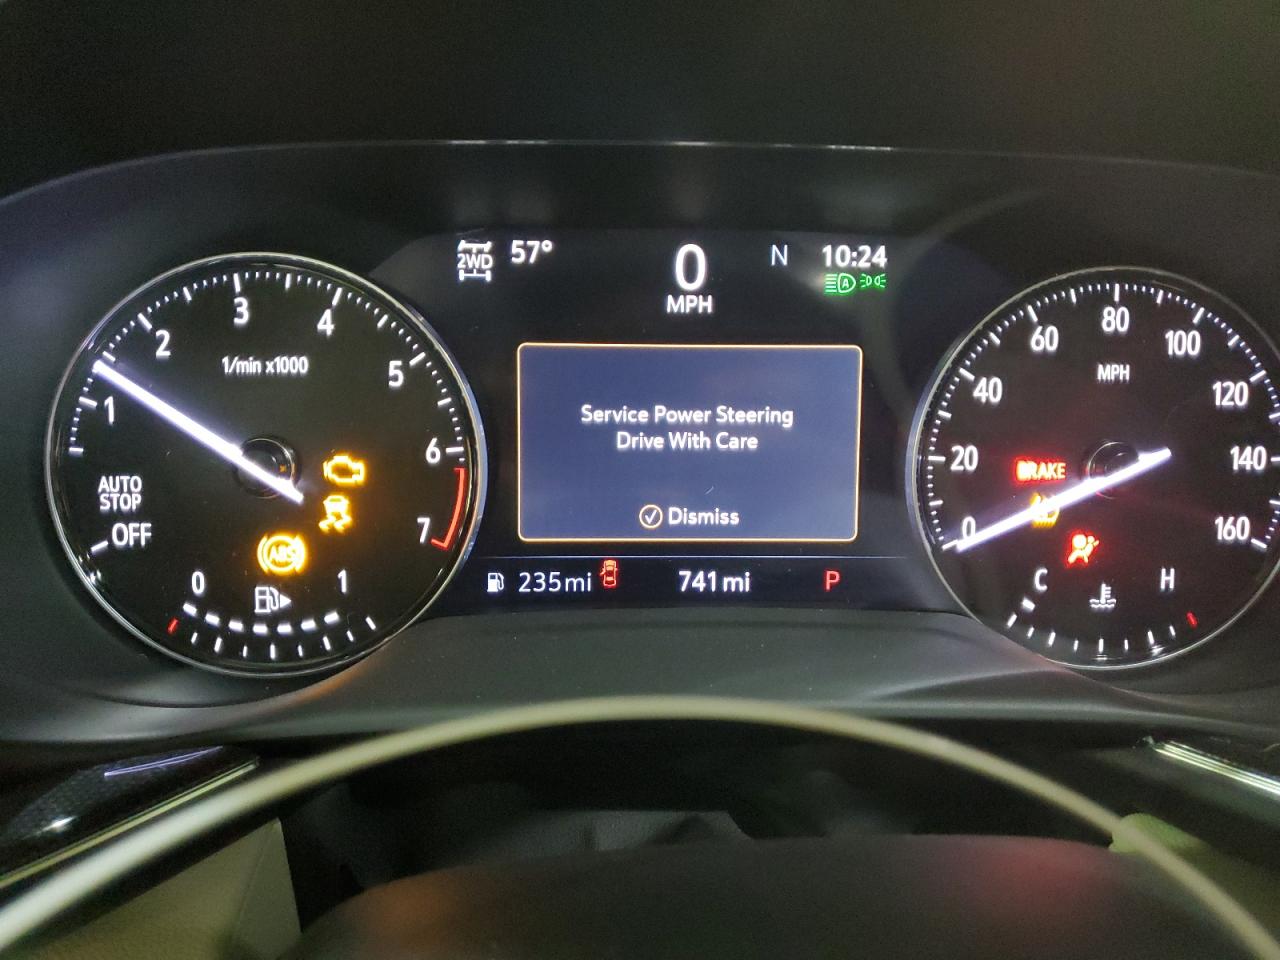 2WD 57° 0 N 10:24
MPH
A
1 2 3 4 5 6 7
1/min x1000
AUTO
STOP
OFF
ABS
0 1
Service Power Steering
Drive With Care
Dismiss
235mi 741mi P
0 20 40 60 80 100 120 140 160
MPH
BRAKE
C H